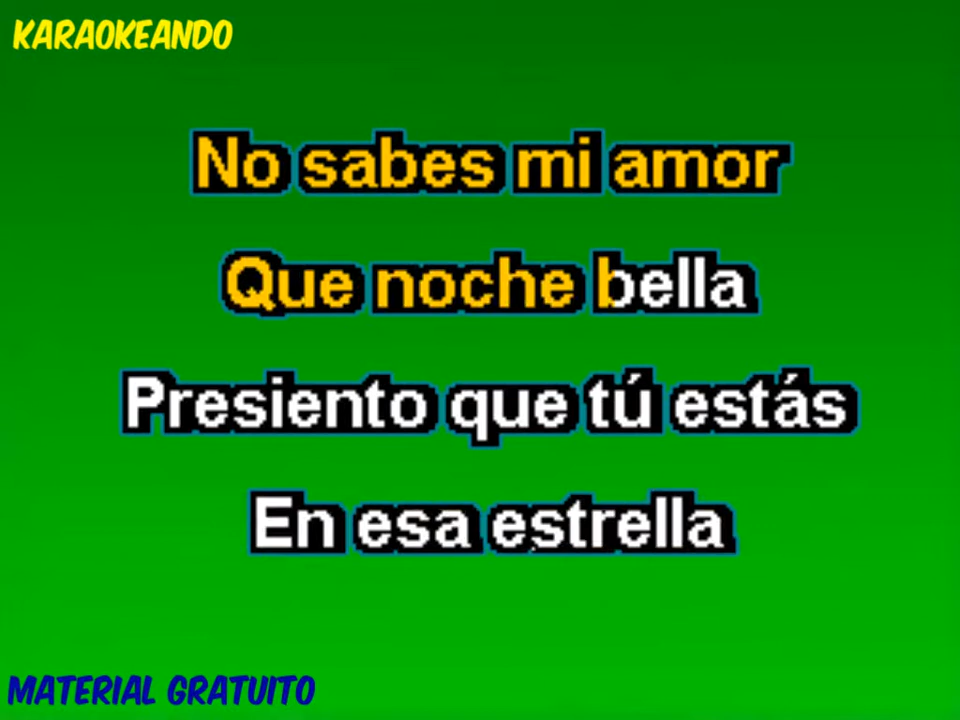 KARAOKEANDO
No sabes mi amor
Que noche bella
Presiento que tú estás
En esa estrella
MATERIAL GRATUITO